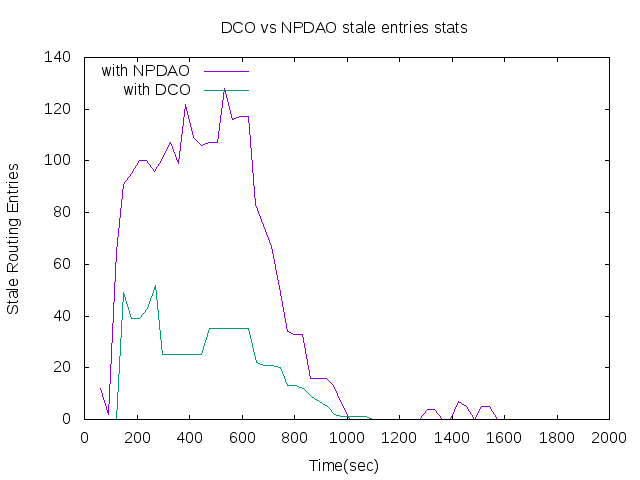 DCO vs NPDAO stale entries stats
with NPDAO
with DCO
140
120
100
80
60
40
20
0
Stale Routing Entries
0 200 400 600 800 1000 1200 1400 1600 1800 2000
Time(sec)